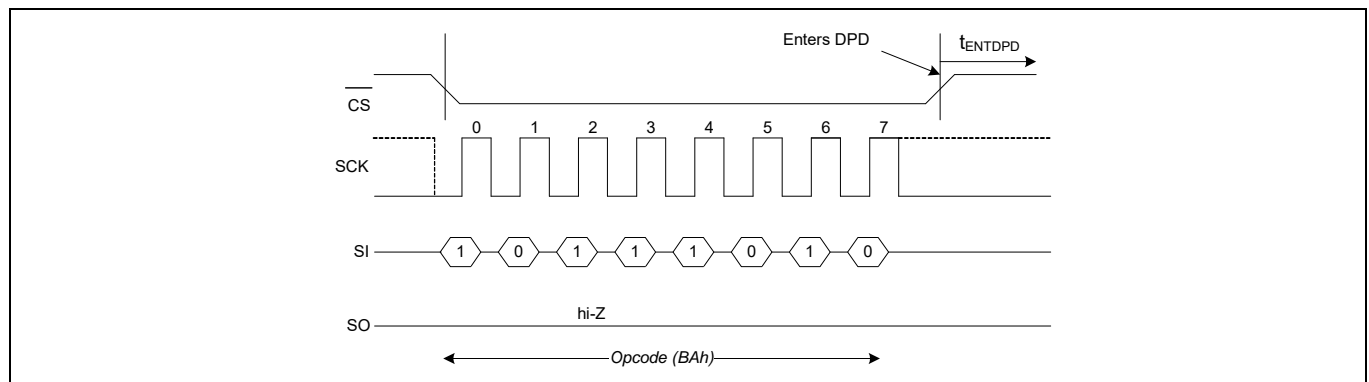 Enters DPD
tENTDPD
CS
0 1 2 3 4 5 6 7
SCK
SI 1 0 1 1 1 0 1 0
hi-Z
SO
Opcode (BAh)